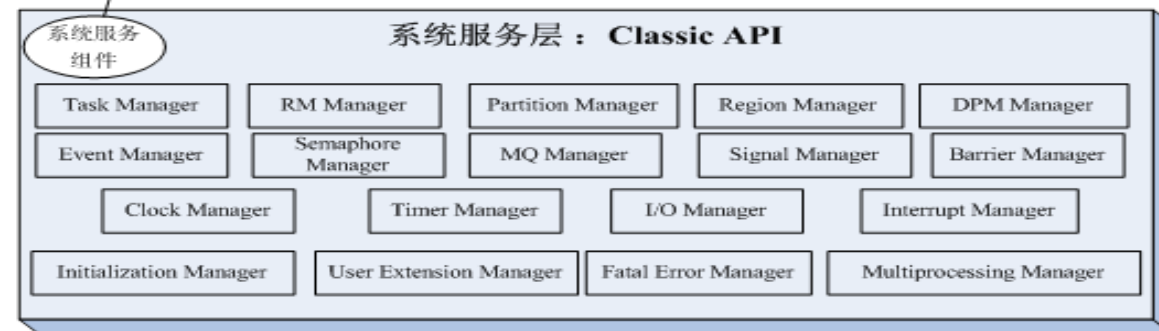 系统服务
组件
系统服务层 ：Classic API
Task Manager
RM Manager
Partition Manager
Region Manager
DPM Manager
Event Manager
Semaphore
Manager
MQ Manager
Signal Manager
Barrier Manager
Clock Manager
Timer Manager
I/O Manager
Interrupt Manager
Initialization Manager
User Extension Manager
Fatal Error Manager
Multiprocessing Manager